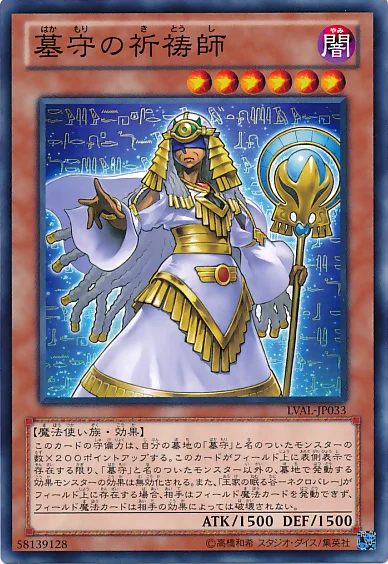 墓守の祈祷師
闇
LVAL-JP033
【魔法使い族・効果】
このカードの守備力は、自分の墓地の「墓守」と名のついたモンスターの
数×200ポイントアップする。このカードがフィールド上に表側表示で
存在する限り、「墓守」と名のついたモンスター以外の、墓地で発動する
効果モンスターの効果は無効化される。また、「王家の眠る谷-ネクロバレー」が
フィールド上に存在する場合、相手はフィールド魔法カードを発動できず、
フィールド魔法カードは相手の効果によっては破壊されない。
ATK/1500 DEF/1500
58139128
©高橋和希 スタジオ・ダイス/集英社